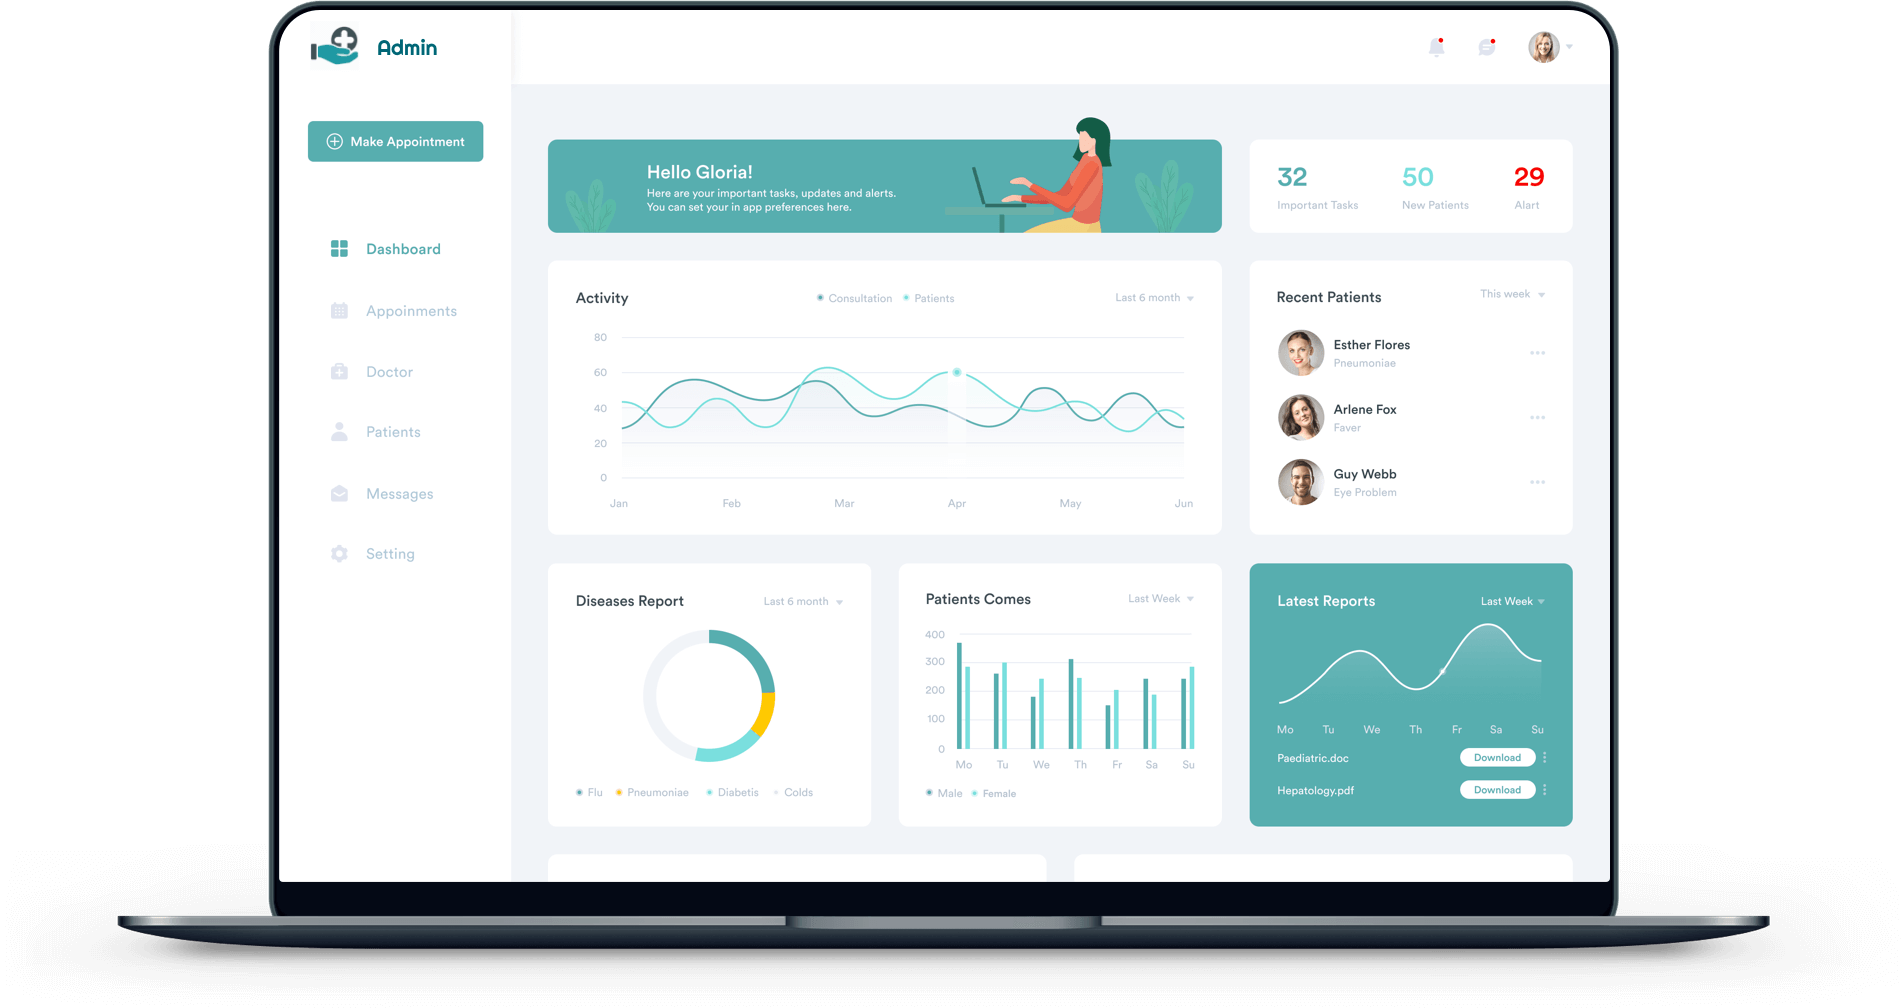 Admin
Make Appointment
Dashboard
Appoinments
Doctor
Patients
Messages
Setting
Hello Gloria!
Here are your important tasks, updates and alerts.
You can set your in app preferences here.
32 50 29
Important Tasks New Patients Alart
Activity
Consultation Patients
Last 6 month
80
60
40
20
0
Jan Feb Mar Apr May Jun
Recent Patients
This week
Esther Flores
Pneumoniae
Arlene Fox
Faver
Guy Webb
Eye Problem
Diseases Report
Last 6 month
Flu Pneumoniae Diabetis Colds
Patients Comes
Last Week
400
300
200
100
0
Mo Tu We Th Fr Sa Su
Male Female
Latest Reports
Last Week
Mo Tu We Th Fr Sa Su
Paediatric.doc Download
Hepatology.pdf Download